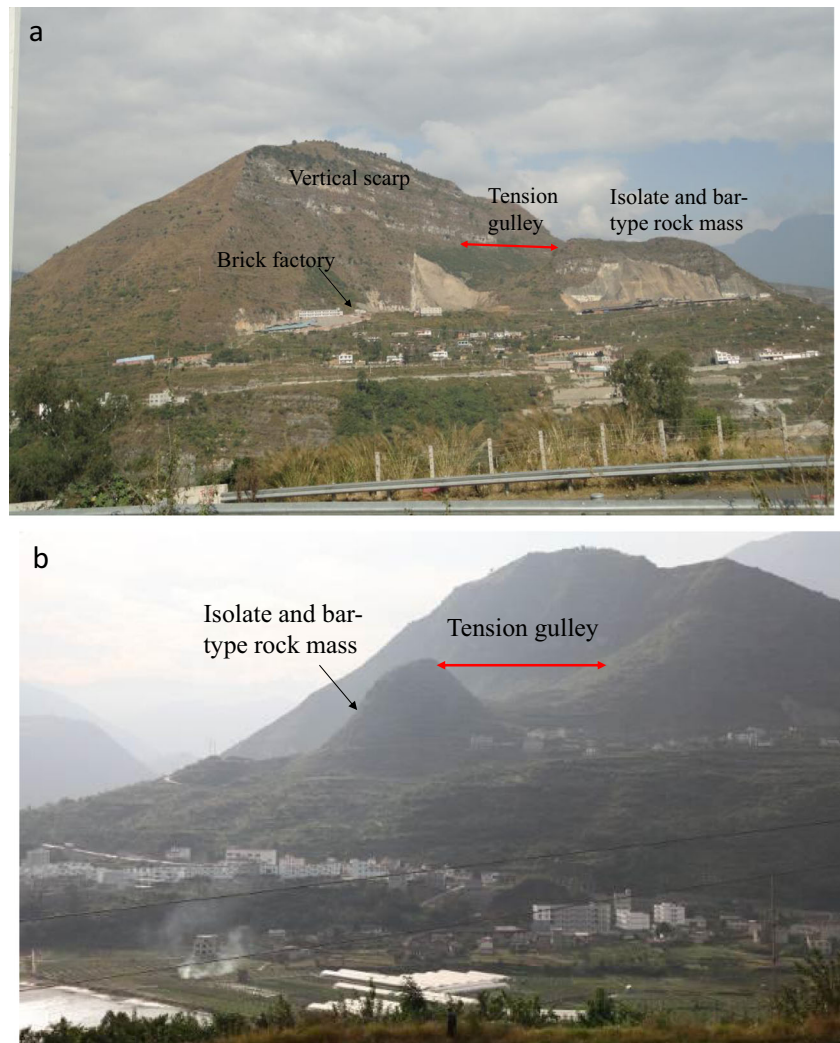 a
Vertical scarp
Tension
gulley
Isolate and bar-
type rock mass
Brick factory
b
Isolate and bar-
type rock mass
Tension gulley